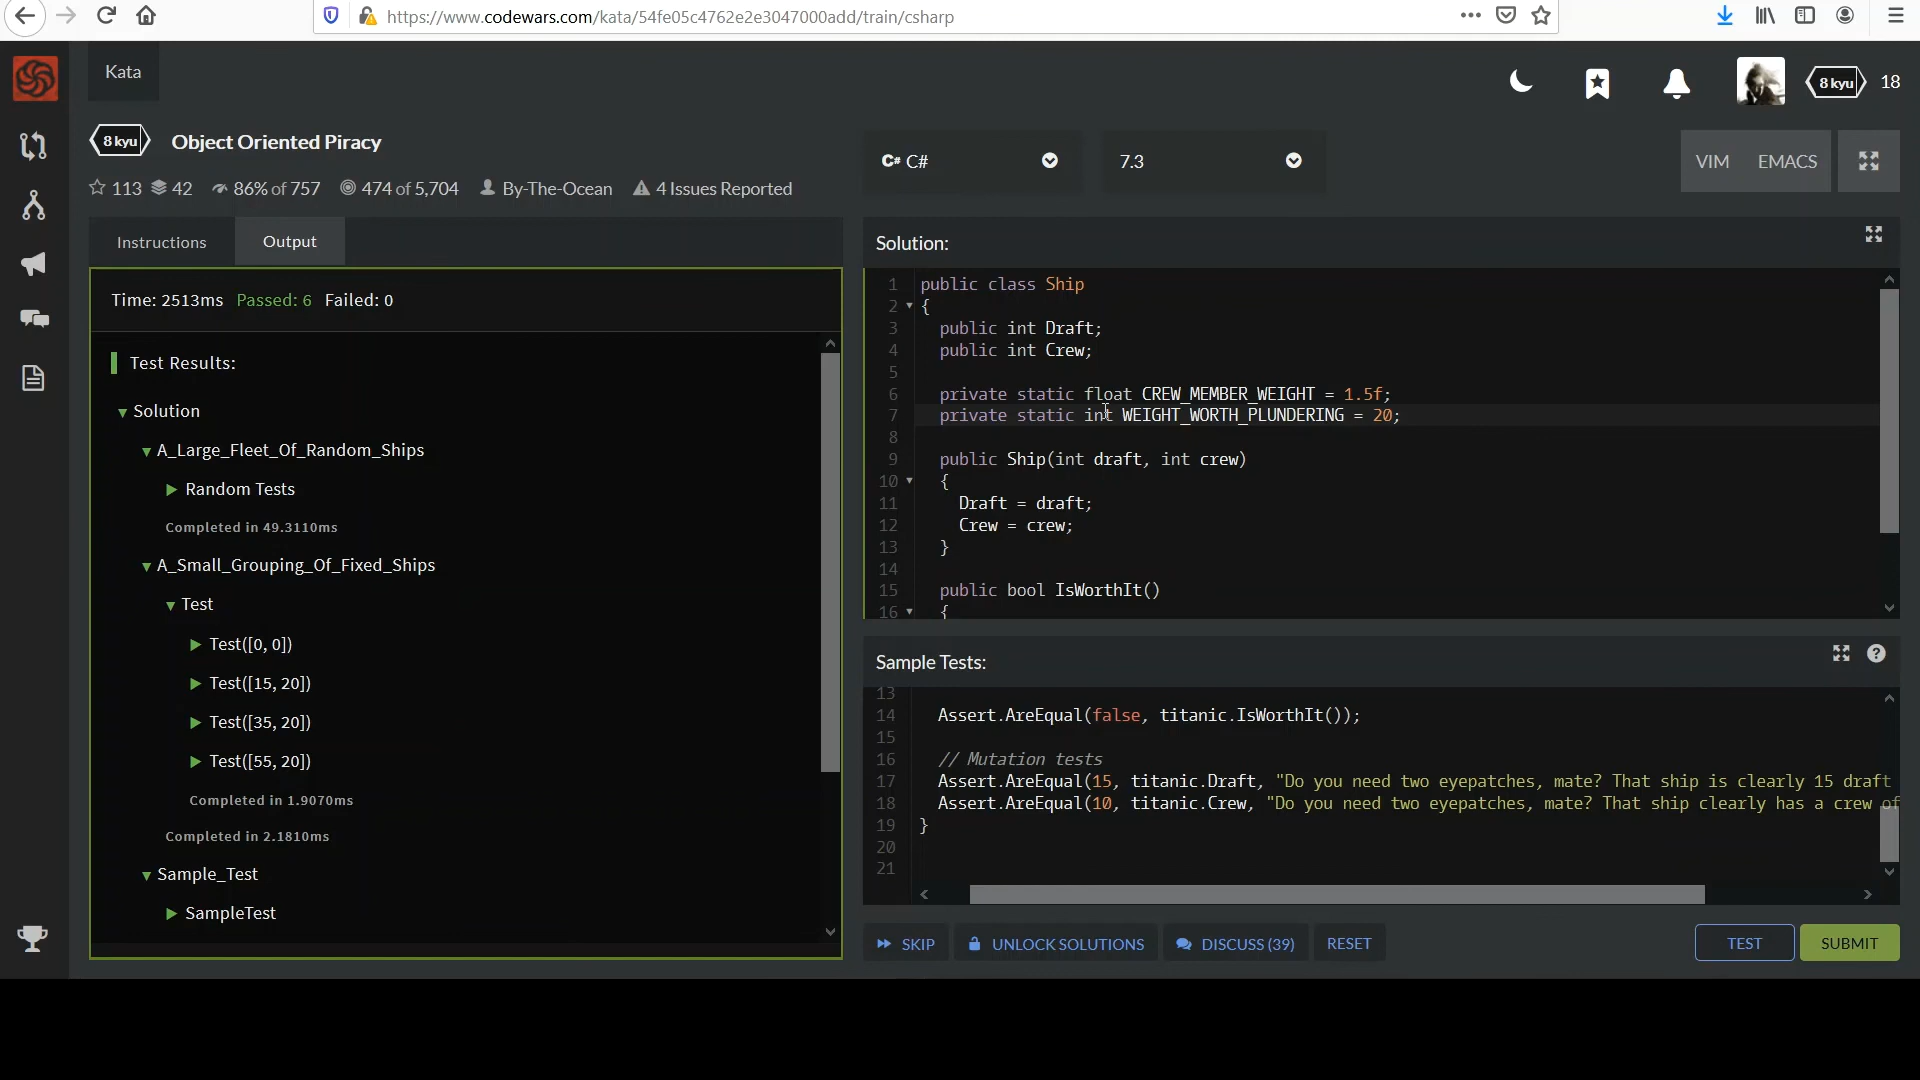 https://www.codewars.com/kata/54fe05c4762e2e3047000add/train/csharp
Kata
8 kyu
18
8 kyu
Object Oriented Piracy
113 42 86% of 757 474 of 5,704 By-The-Ocean 4 Issues Reported
C# C#
7.3
VIM EMACS
Instructions
Output
Time: 2513ms Passed: 6 Failed: 0
Test Results:
Solution
A_Large_Fleet_Of_Random_Ships
Random Tests
Completed in 49.3110ms
A_Small_Grouping_Of_Fixed_Ships
Test
Test([0, 0])
Test([15, 20])
Test([35, 20])
Test([55, 20])
Completed in 1.9070ms
Completed in 2.1810ms
Sample_Test
SampleTest
Solution:
1 public class Ship
2 {
3 public int Draft;
4 public int Crew;
5
6 private static float CREW_MEMBER_WEIGHT = 1.5f;
7 private static int WEIGHT_WORTH_PLUNDERING = 20;
8
9 public Ship(int draft, int crew)
10 {
11 Draft = draft;
12 Crew = crew;
13 }
14
15 public bool IsWorthIt()
16 {
Sample Tests:
13
14 Assert.AreEqual(false, titanic.IsWorthIt());
15
16 // Mutation tests
17 Assert.AreEqual(15, titanic.Draft, "Do you need two eyepatches, mate? That ship is clearly 15 draft
18 Assert.AreEqual(10, titanic.Crew, "Do you need two eyepatches, mate? That ship clearly has a crew of
19 }
20
21
SKIP
UNLOCK SOLUTIONS
DISCUSS (39)
RESET
TEST
SUBMIT